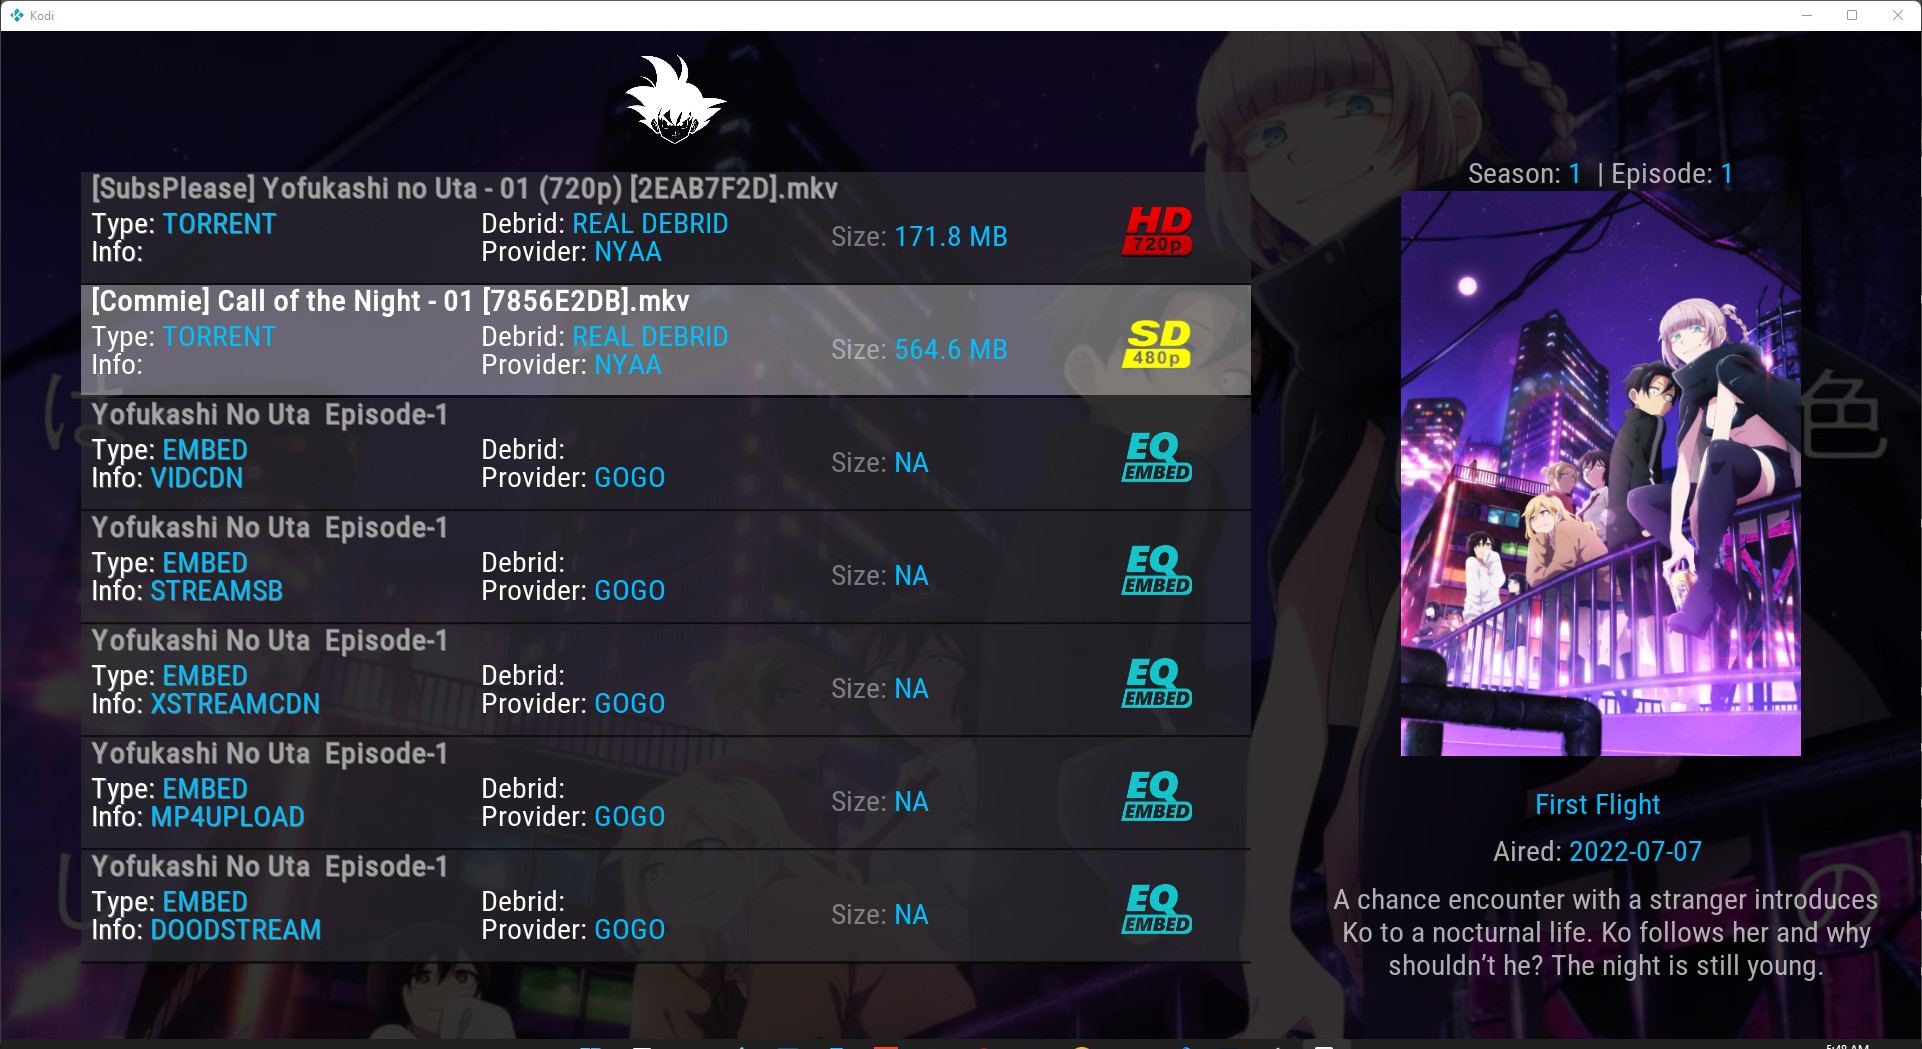 Kodi
[SubsPlease] Yofukashi no Uta - 01 (720p) [2EAB7F2D].mkv
Type: TORRENT
Info:
Debrid: REAL DEBRID
Provider: NYAA
Size: 171.8 MB
HD
720p
[Commie] Call of the Night - 01 [7856E2DB].mkv
Type: TORRENT
Info:
Debrid: REAL DEBRID
Provider: NYAA
Size: 564.6 MB
SD
480p
Yofukashi No Uta  Episode-1
Type: EMBED
Info: VIDCDN
Debrid:
Provider: GOGO
Size: NA
EQ
EMBED
Yofukashi No Uta  Episode-1
Type: EMBED
Info: STREAMSB
Debrid:
Provider: GOGO
Size: NA
EQ
EMBED
Yofukashi No Uta  Episode-1
Type: EMBED
Info: XSTREAMCDN
Debrid:
Provider: GOGO
Size: NA
EQ
EMBED
Yofukashi No Uta  Episode-1
Type: EMBED
Info: MP4UPLOAD
Debrid:
Provider: GOGO
Size: NA
EQ
EMBED
Yofukashi No Uta  Episode-1
Type: EMBED
Info: DOODSTREAM
Debrid:
Provider: GOGO
Size: NA
EQ
EMBED
Season: 1 | Episode: 1
First Flight
Aired: 2022-07-07
A chance encounter with a stranger introduces
Ko to a nocturnal life. Ko follows her and why
shouldn't he? The night is still young.
は
色
の